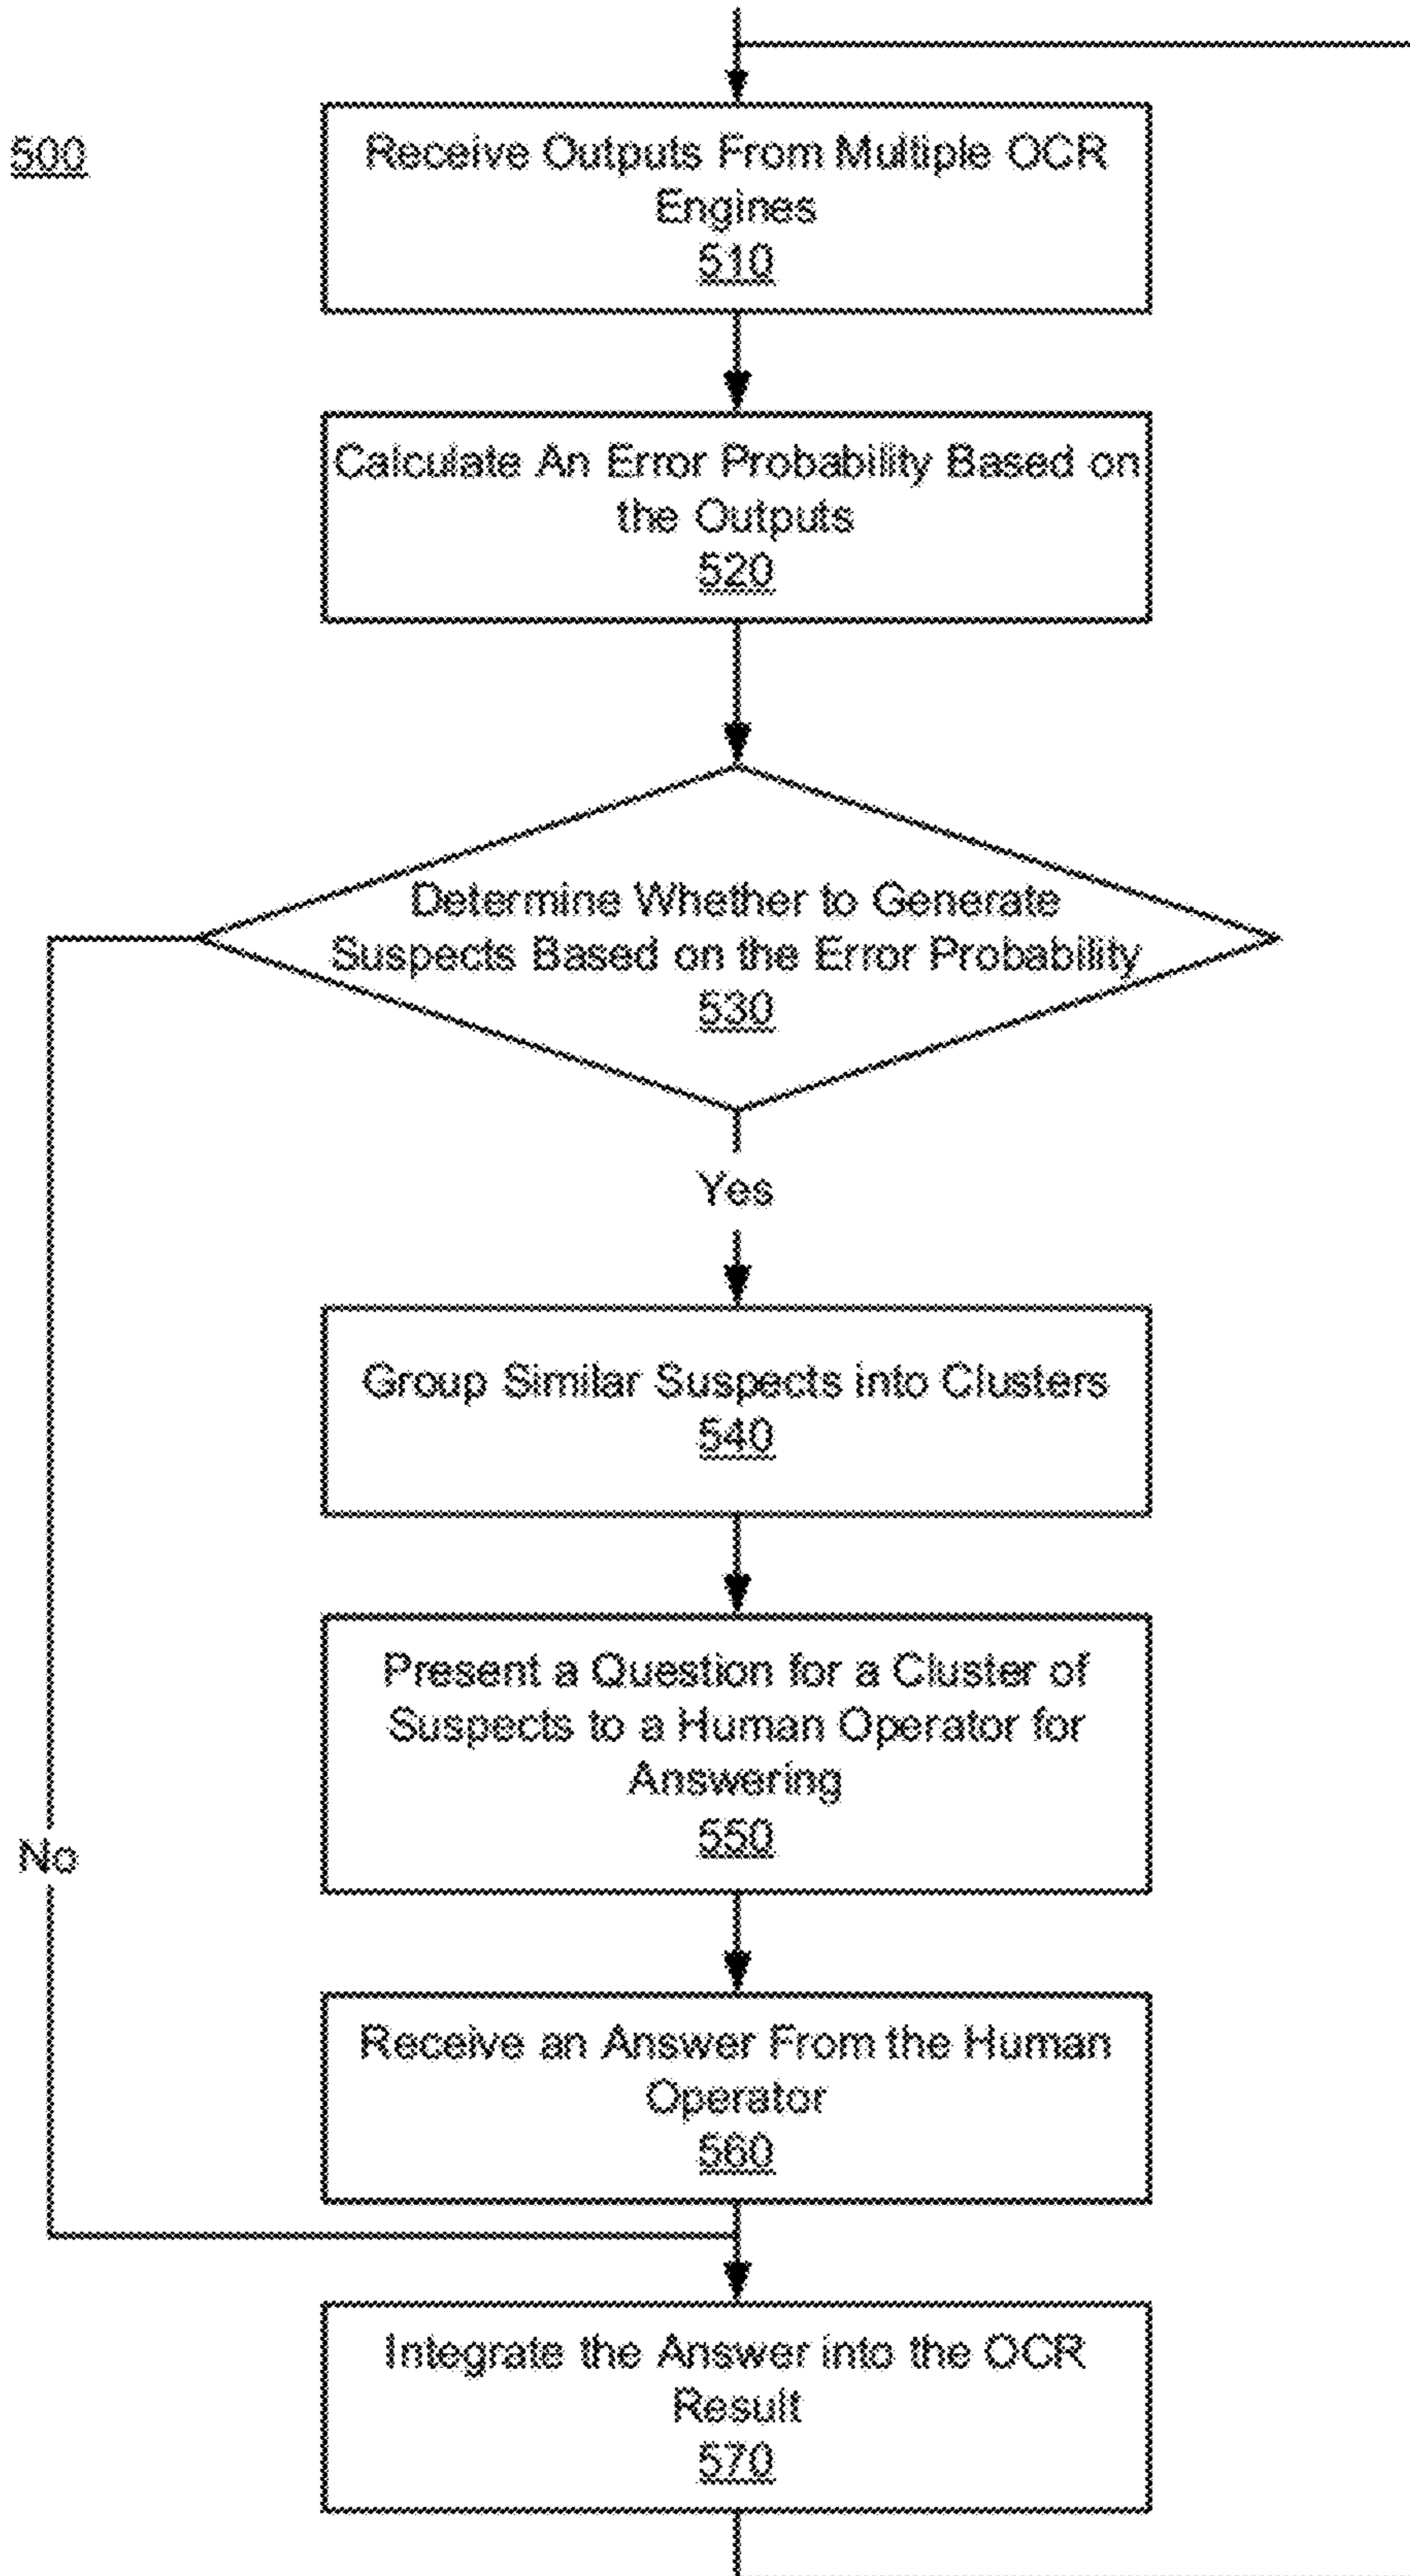 500
Receive Outputs From Multiple OCR
Engines
510
Calculate An Error Probability Based on
the Outputs
520
Determine Whether to Generate
Suspects Based on the Error Probability
530
Yes
Group Similar Suspects into Clusters
540
Present a Question for a Cluster of
Suspects to a Human Operator for
Answering
550
No
Receive an Answer From the Human
Operator
560
Integrate the Answer into the OCR
Result
570